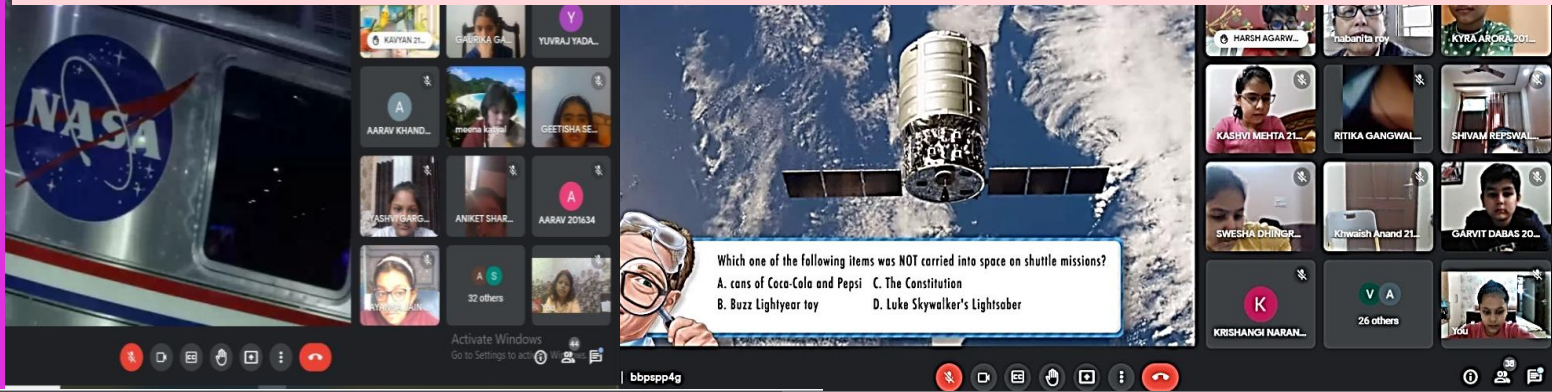 NASA
KAVYAN 21...
GAURIKA GA...
Y
YUVRAJ YADA...
A
AARAV KHAND...
meena katyal
GEETISHA SE...
YASHVI GARG...
ANIKET SHAR...
A
AARAV 201634
A S
32 others
Activate Windows
Go to Settings to activate Windows.
44
Which one of the following items was NOT carried into space on shuttle missions?
A. cans of Coca-Cola and Pepsi C. The Constitution
B. Buzz Lightyear toy D. Luke Skywalker's Lightsaber
bbpspp4g
HARSH AGARW...
nabanita roy
KYRA ARORA 201...
KASHVI MEHTA 21...
RITIKA GANGWAL...
SHIVAM REPSWAL...
SWESHA DHINGR...
Khwaish Anand 21...
GARVIT DABAS 20...
K
KRISHANGI NARAN...
V A
26 others
You
38